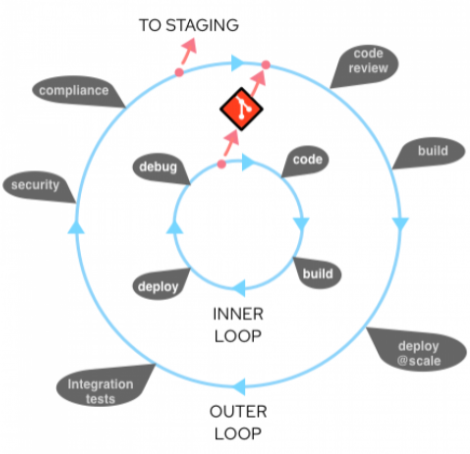 TO STAGING
code
review
compliance
build
debug
code
security
deploy
build
INNER
LOOP
deploy
@scale
Integration
tests
OUTER
LOOP